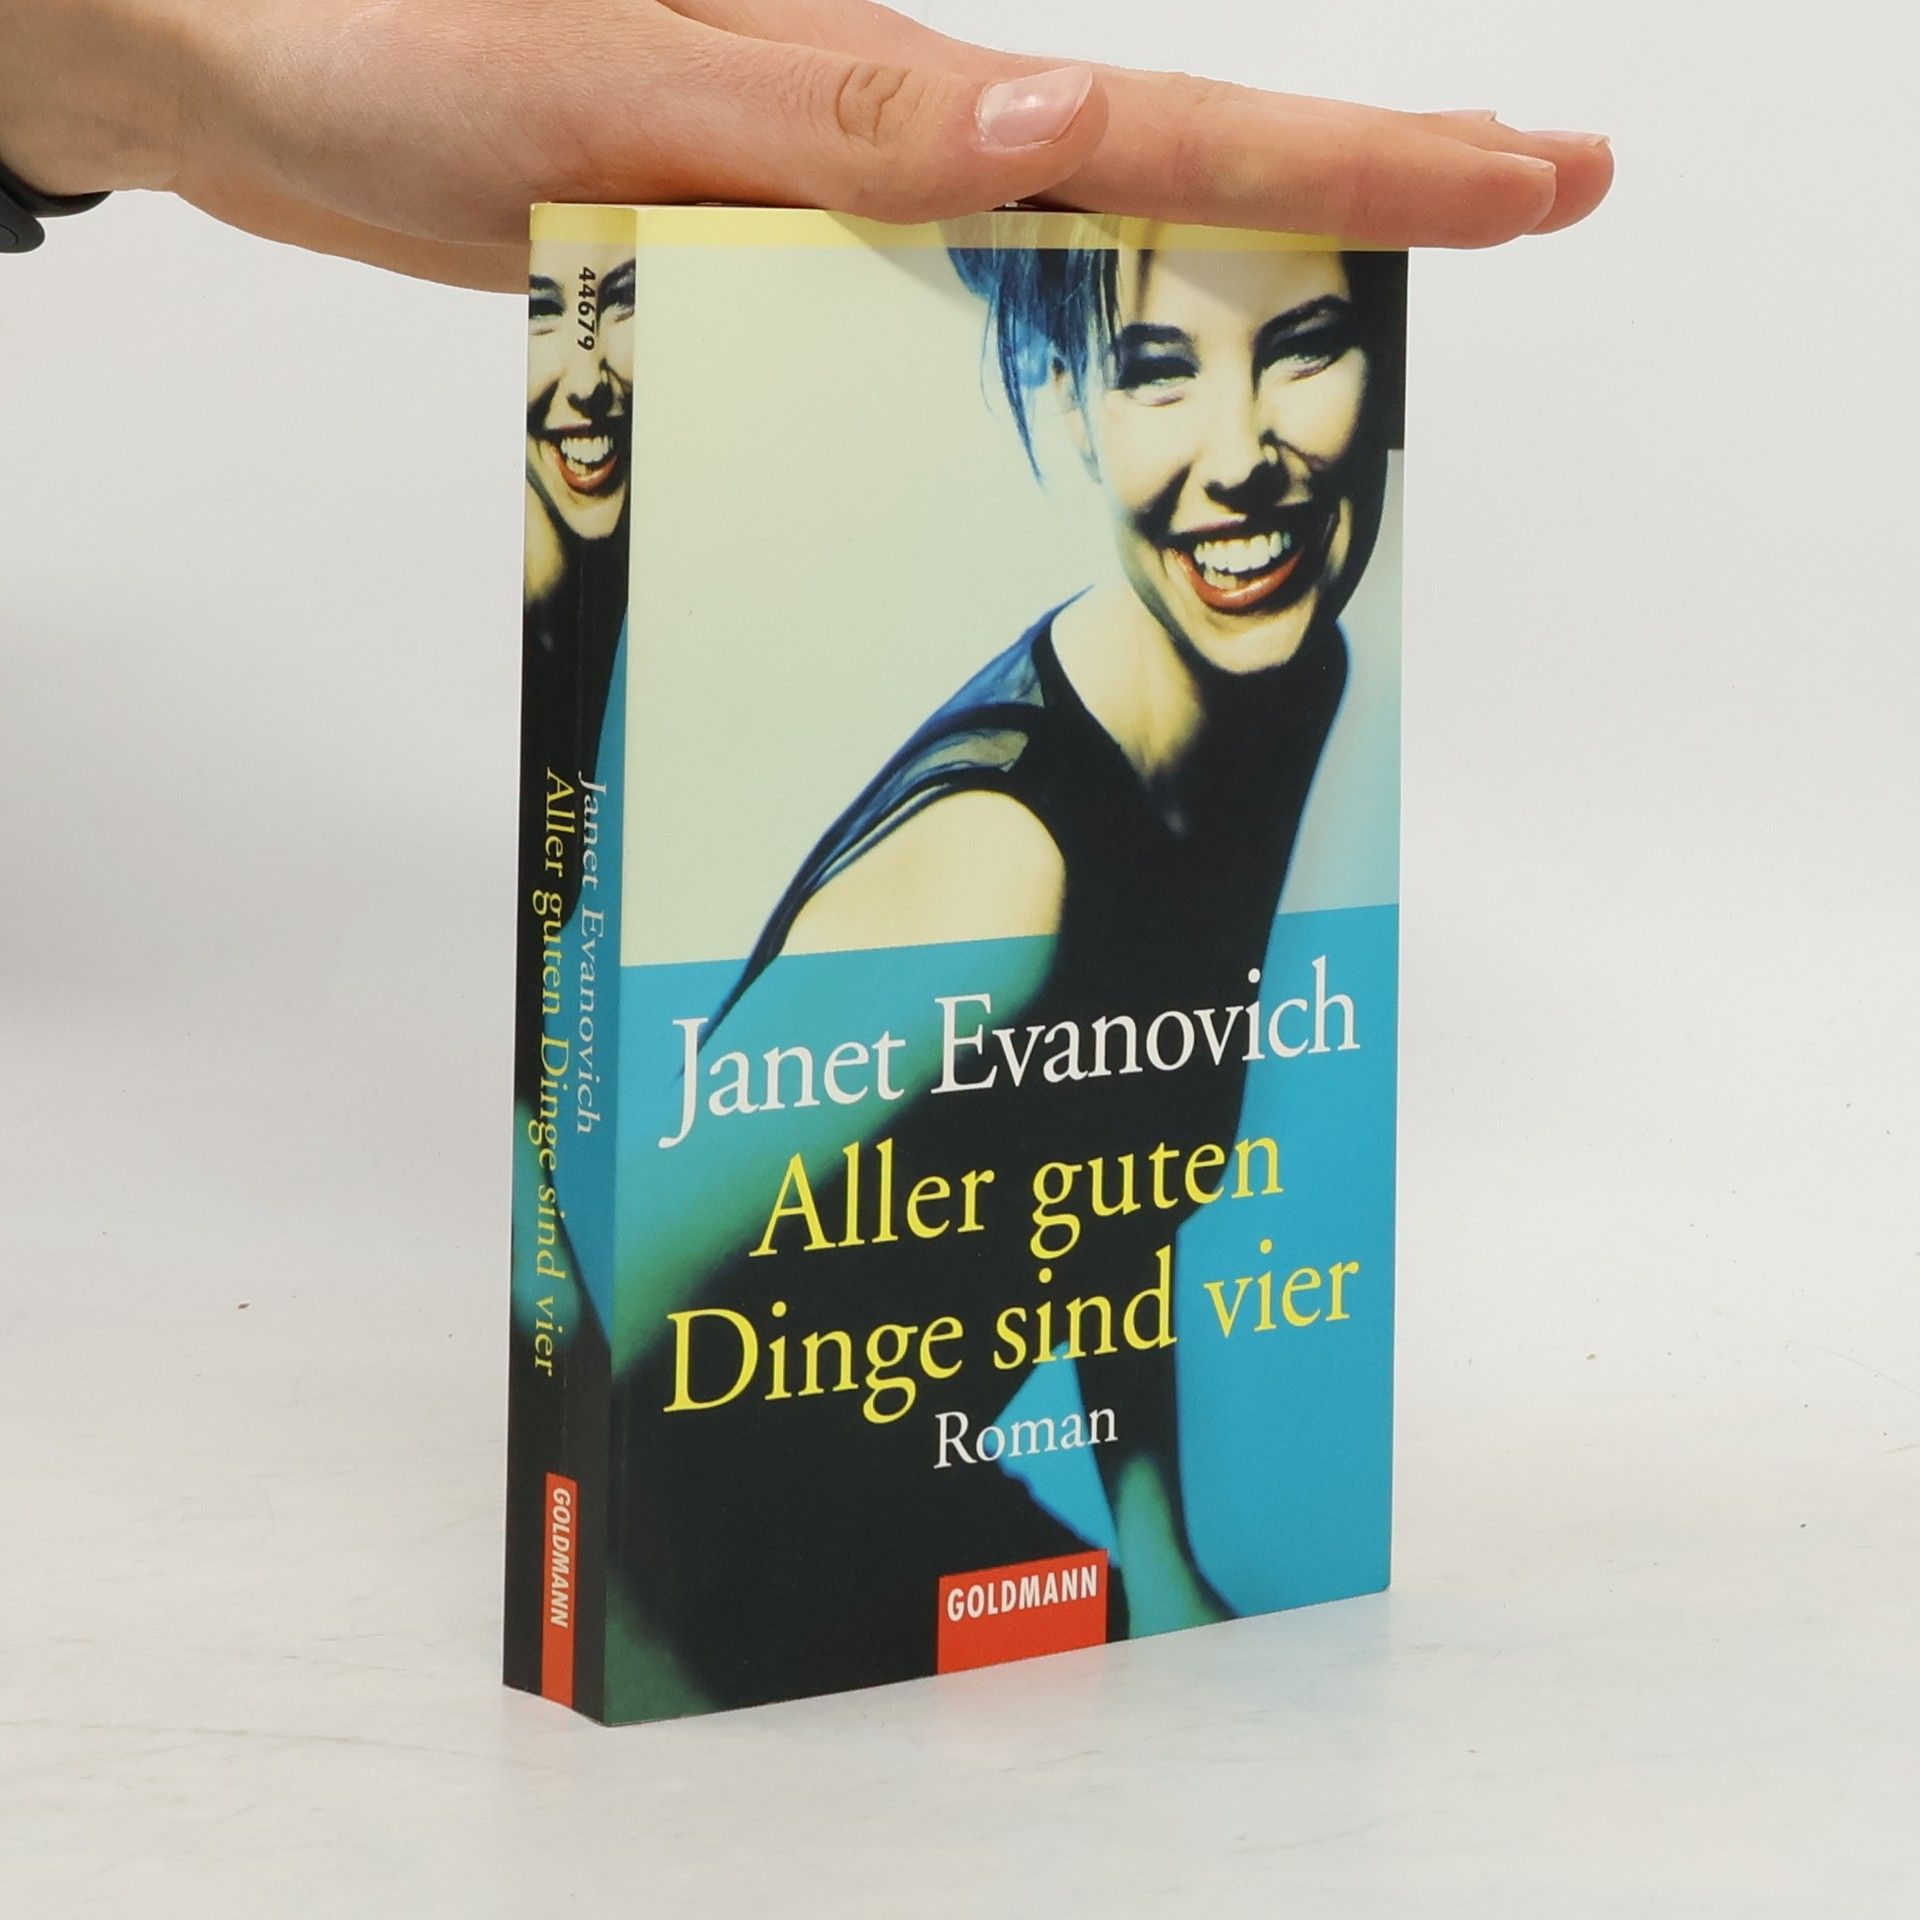 44679
Janet Evanovich
Aller guten Dinge sind vier
GOLDMANN
Janet Evanovich
Aller guten
Dinge sind vier
Roman
GOLDMANN